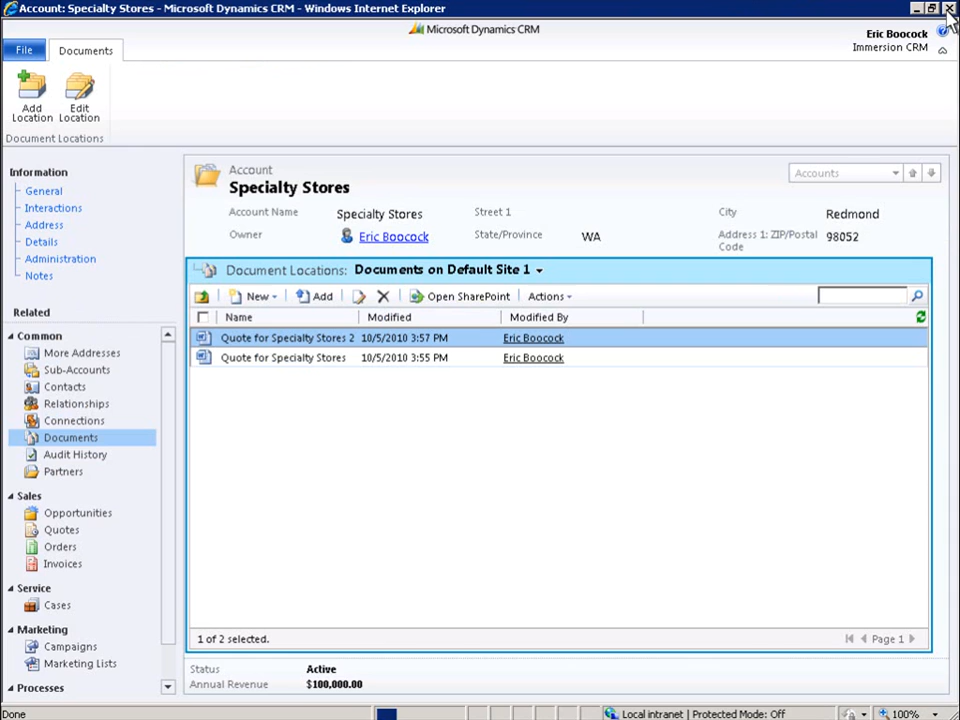 Account: Specialty Stores - Microsoft Dynamics CRM - Windows Internet Explorer
Microsoft Dynamics CRM
Eric Boocock
Immersion CRM
File
Documents
Add Location
Edit Location
Document Locations
Information
General
Interactions
Address
Details
Administration
Notes
Related
Common
More Addresses
Sub-Accounts
Contacts
Relationships
Connections
Documents
Audit History
Partners
Sales
Opportunities
Quotes
Orders
Invoices
Service
Cases
Marketing
Campaigns
Marketing Lists
Processes
Account
Specialty Stores
Accounts
Account Name Specialty Stores Street 1 City Redmond
Owner Eric Boocock State/Province WA Address 1: ZIP/Postal Code 98052
Document Locations: Documents on Default Site 1
New Add Open SharePoint Actions
Name Modified Modified By
Quote for Specialty Stores 2 10/5/2010 3:57 PM Eric Boocock
Quote for Specialty Stores 10/5/2010 3:55 PM Eric Boocock
1 of 2 selected. Page 1
Status Active
Annual Revenue $100,000.00
Done Local intranet | Protected Mode: Off 100%